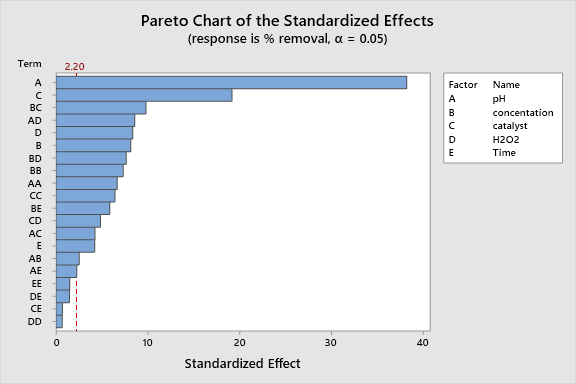 Pareto Chart of the Standardized Effects
(response is % removal, α = 0.05)
Term
2.20
A
C
BC
AD
D
B
BD
BB
AA
CC
BE
CD
AC
E
AB
AE
EE
DE
CE
DD
0 10 20 30 40
Standardized Effect
Factor Name
A pH
B concentation
C catalyst
D H2O2
E Time